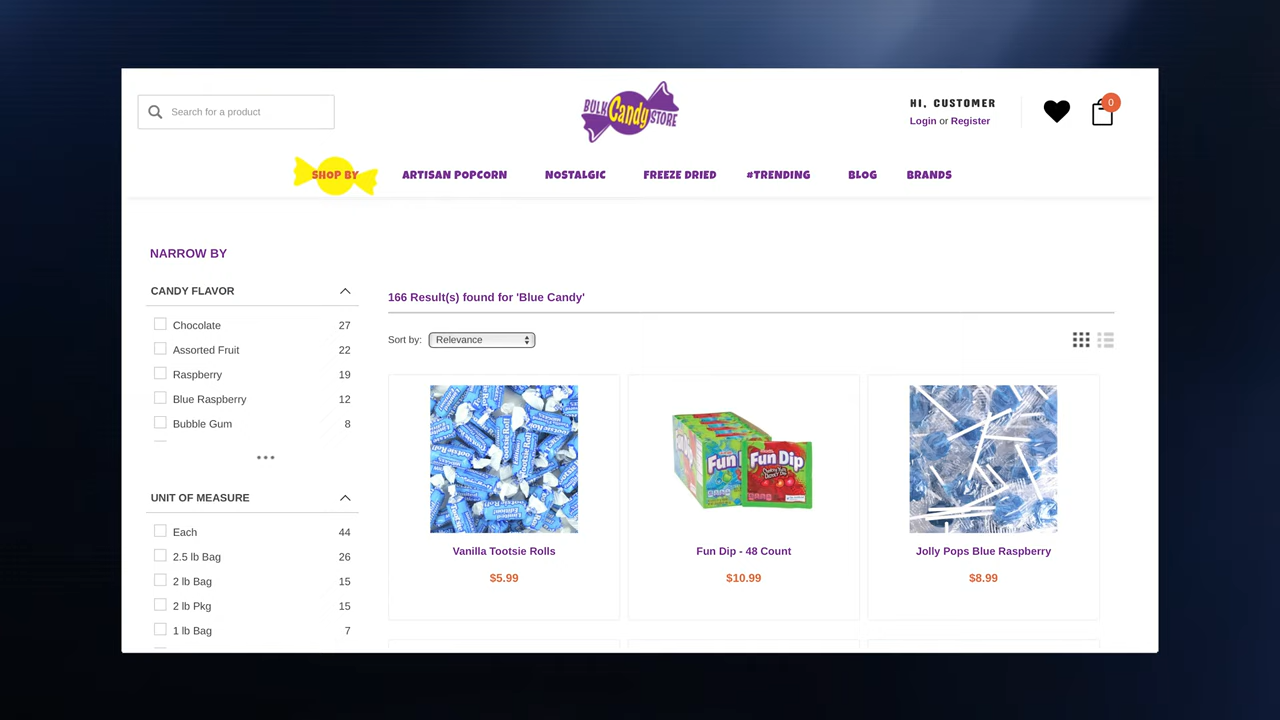 Search for a product
BULK Candy STORE
HI, CUSTOMER
Login or Register
0
SHOP BY
ARTISAN POPCORN
NOSTALGIC
FREEZE DRIED
#TRENDING
BLOG
BRANDS
NARROW BY
CANDY FLAVOR
Chocolate 27
Assorted Fruit 22
Raspberry 19
Blue Raspberry 12
Bubble Gum 8
•••
UNIT OF MEASURE
Each 44
2.5 lb Bag 26
2 lb Bag 15
2 lb Pkg 15
1 lb Bag 7
166 Result(s) found for 'Blue Candy'
Sort by: Relevance
Tootsie Roll
Fun Dip
Vanilla Tootsie Rolls
$5.99
Fun Dip - 48 Count
$10.99
Jolly Pops Blue Raspberry
$8.99